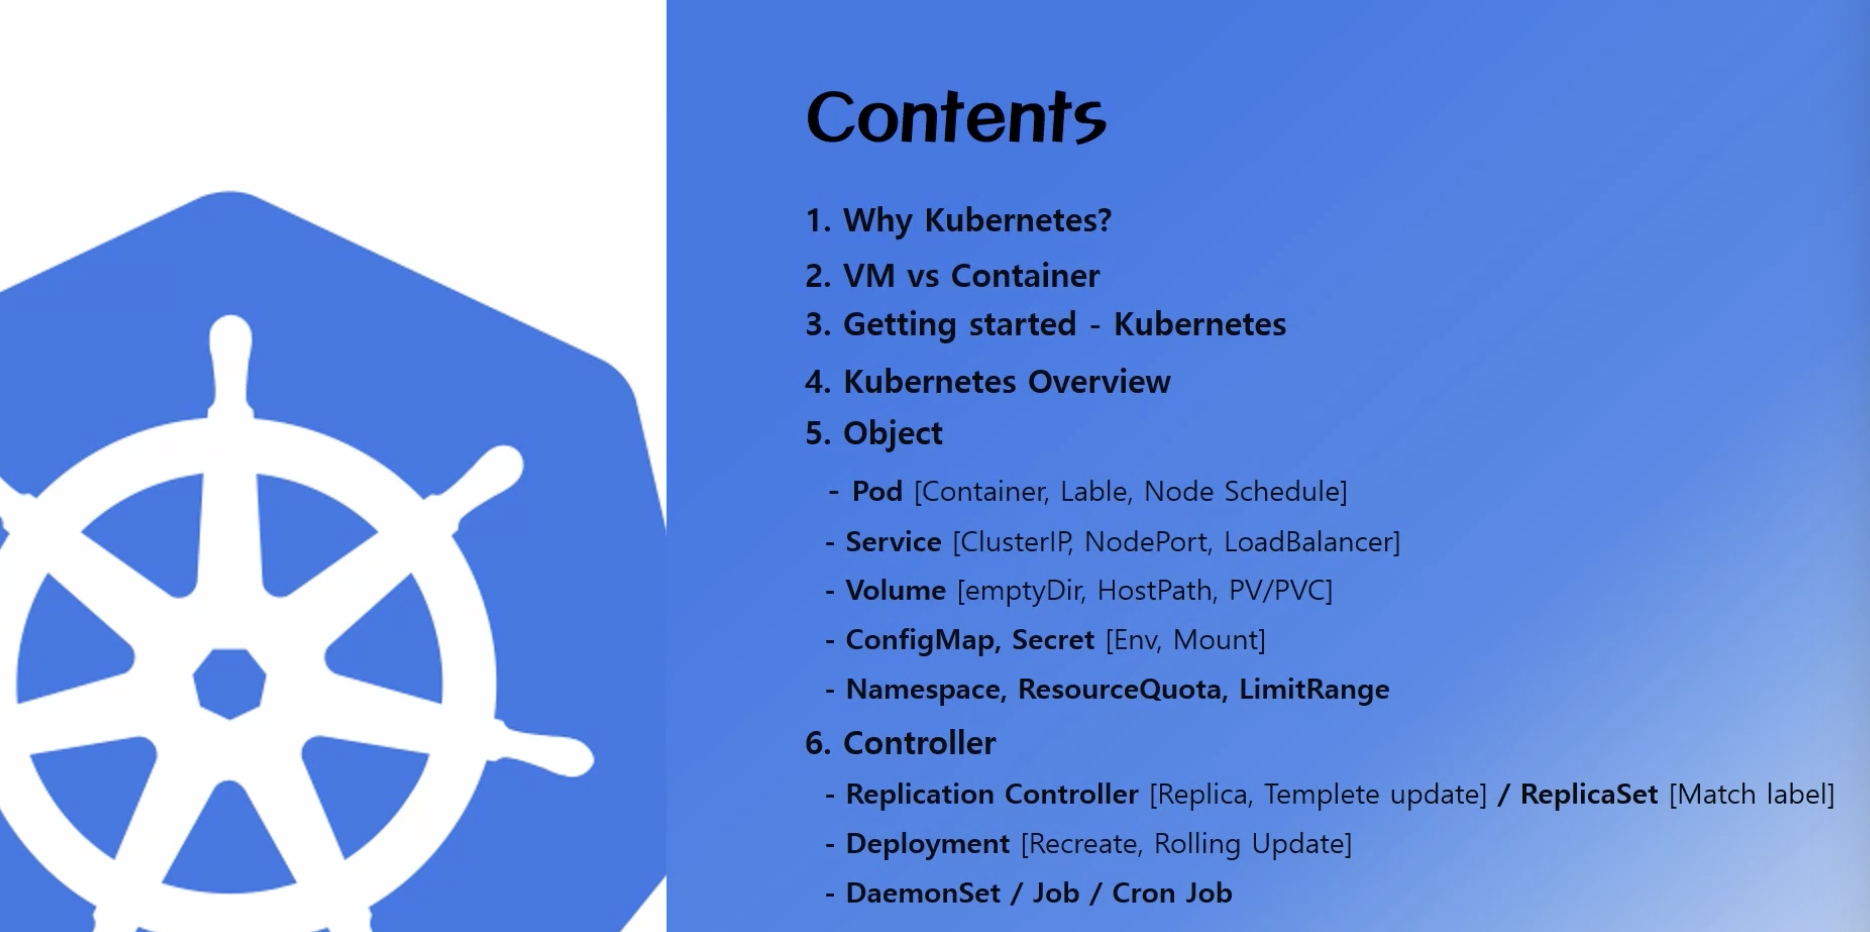 Contents
1. Why Kubernetes?
2. VM vs Container
3. Getting started - Kubernetes
4. Kubernetes Overview
5. Object
- Pod [Container, Lable, Node Schedule]
- Service [ClusterIP, NodePort, LoadBalancer]
- Volume [emptyDir, HostPath, PV/PVC]
- ConfigMap, Secret [Env, Mount]
- Namespace, ResourceQuota, LimitRange
6. Controller
- Replication Controller [Replica, Templete update] / ReplicaSet [Match label]
- Deployment [Recreate, Rolling Update]
- DaemonSet / Job / Cron Job